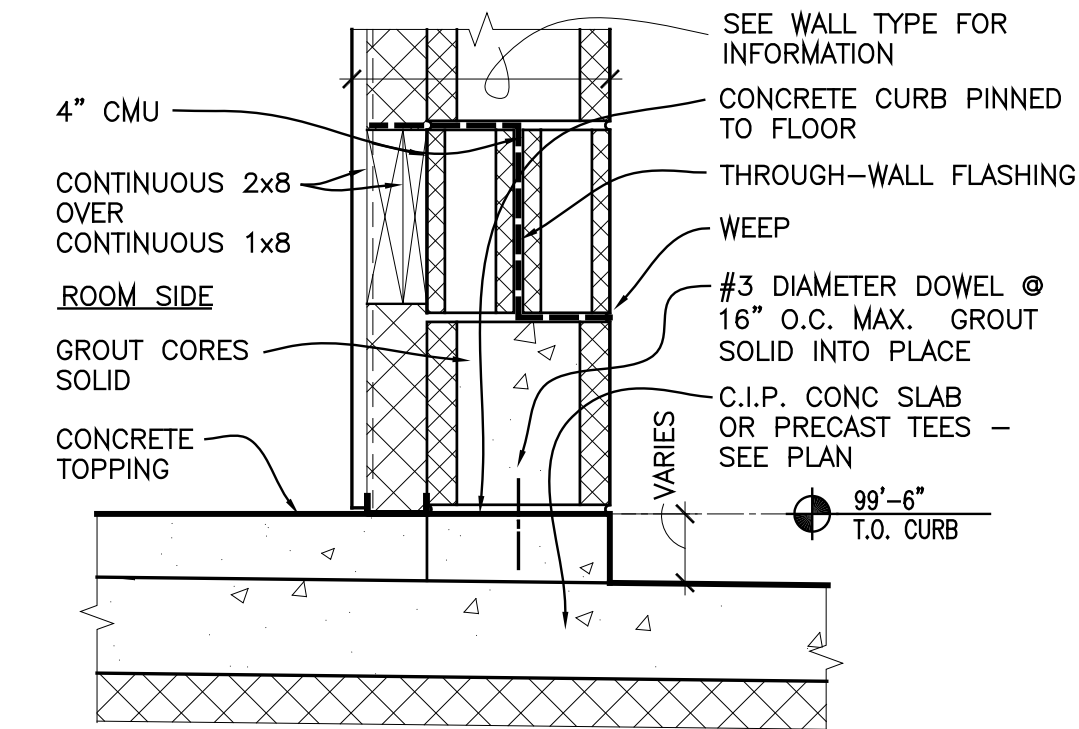 4" CMU
CONTINUOUS 2x8
OVER
CONTINUOUS 1x8
ROOM SIDE
GROUT CORES
SOLID
CONCRETE
TOPPING
SEE WALL TYPE FOR
INFORMATION
CONCRETE CURB PINNED
TO FLOOR
THROUGH-WALL FLASHING
WEEP
#3 DIAMETER DOWEL @
16" O.C. MAX. GROUT
SOLID INTO PLACE
C.I.P. CONC SLAB
OR PRECAST TEES -
SEE PLAN
VARIES
99'-6"
T.O. CURB